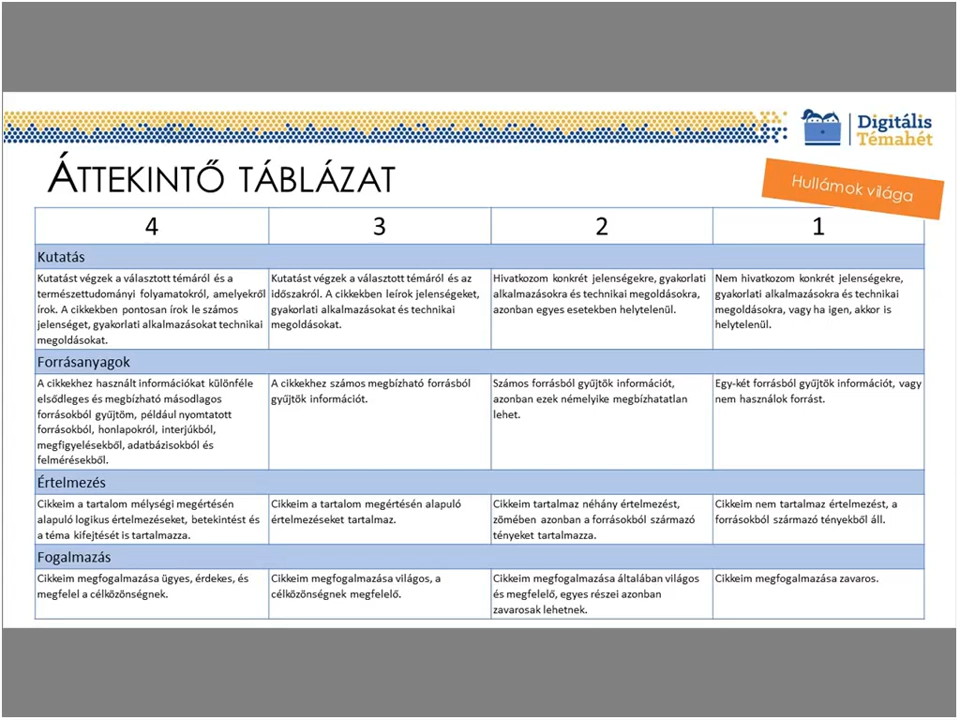 Digitális
Témahét
ÁTTEKINTŐ TÁBLÁZAT
Hullámok világa
4
3
2
1
Kutatás
Kutatást végzek a választott témáról és a
természettudományi folyamatokról, amelyekről
írok. A cikkekben pontosan írok le számos
jelenséget, gyakorlati alkalmazásokat technikai
megoldásokat.
Kutatást végzek a választott témáról és az
időszakról. A cikkekben leírok jelenségeket,
gyakorlati alkalmazásokat és technikai
megoldásokat.
Hivatkozom konkrét jelenségekre, gyakorlati
alkalmazásokra és technikai megoldásokra,
azonban egyes esetekben helytelenül.
Nem hivatkozom konkrét jelenségekre,
gyakorlati alkalmazásokra és technikai
megoldásokra, vagy ha igen, akkor is
helytelenül.
Forrásanyagok
A cikkekhez használt információkat különféle
elsődleges és megbízható másodlagos
forrásokból gyűjtöm, például nyomtatott
forrásokból, honlapokról, interjúkból,
megfigyelésekből, adatbázisokból és
felmérésekből.
A cikkekhez számos megbízható forrásból
gyűjtök információt.
Számos forrásból gyűjtök információt,
azonban ezek némelyike megbízhatatlan
lehet.
Egy-két forrásból gyűjtök információt, vagy
nem használok forrást.
Értelmezés
Cikkeim a tartalom mélységi megértésén
alapuló logikus értelmezéseket, betekintést és
a téma kifejtését is tartalmazza.
Cikkeim a tartalom megértésén alapuló
értelmezéseket tartalmaz.
Cikkeim tartalmaz néhány értelmezést,
zömében azonban a forrásokból származó
tényeket tartalmazza.
Cikkeim nem tartalmaz értelmezést, a
forrásokból származó tényekből áll.
Fogalmazás
Cikkeim megfogalmazása ügyes, érdekes, és
megfelel a célközönségnek.
Cikkeim megfogalmazása világos, a
célközönségnek megfelelő.
Cikkeim megfogalmazása általában világos
és megfelelő, egyes részei azonban
zavarosak lehetnek.
Cikkeim megfogalmazása zavaros.